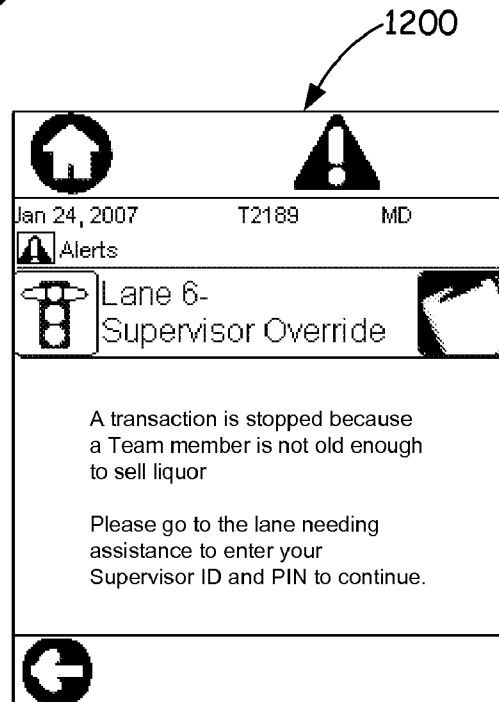 1200
Jan 24, 2007 T2189 MD
Alerts
Lane 6-
Supervisor Override
A transaction is stopped because
a Team member is not old enough
to sell liquor
Please go to the lane needing
assistance to enter your
Supervisor ID and PIN to continue.